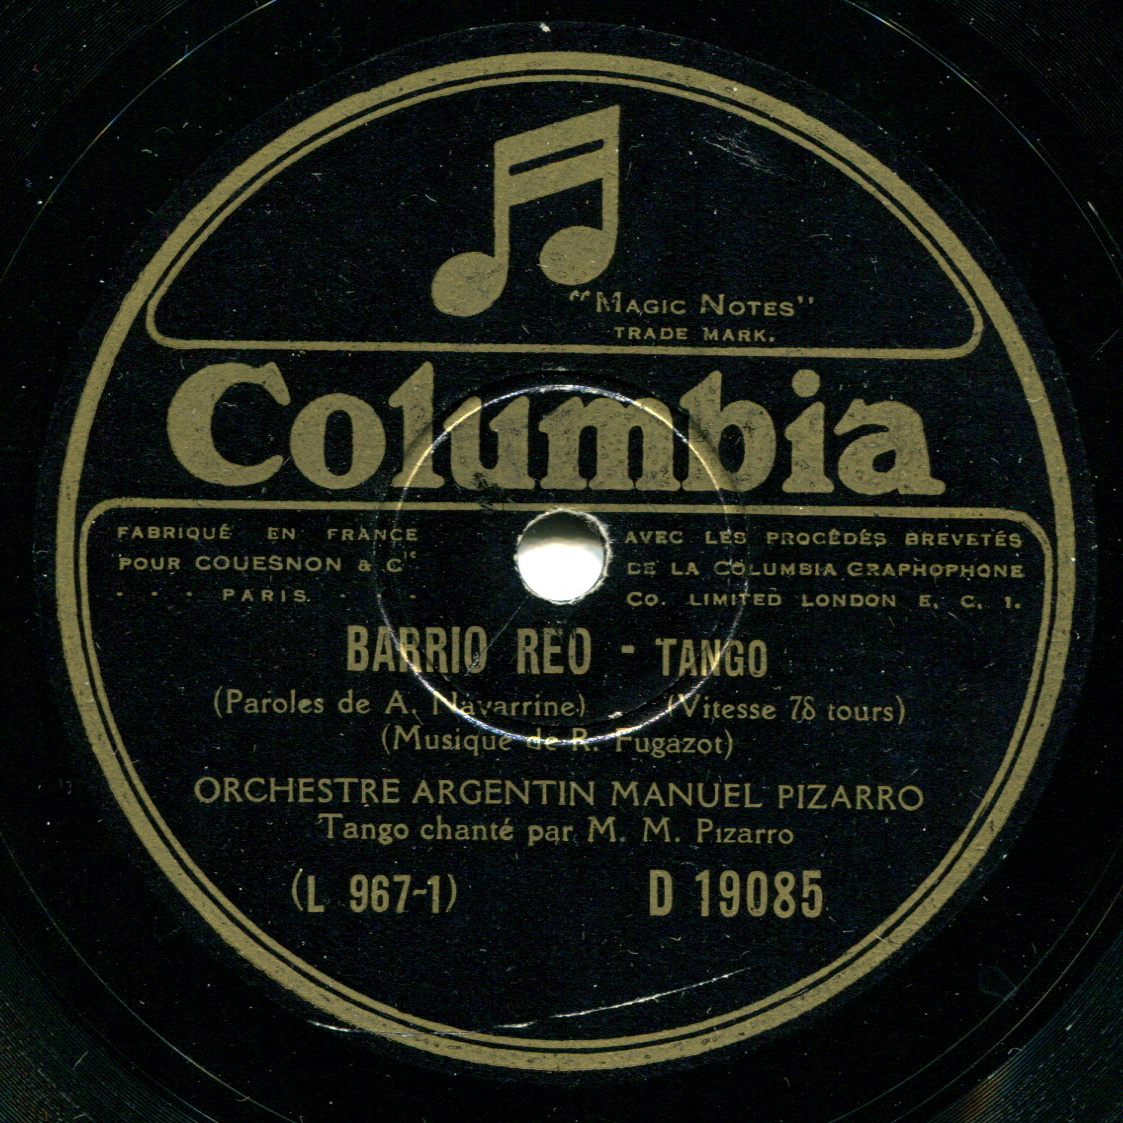 “MAGIC NOTES”
TRADE MARK.
Columbia
FABRIQUÉ EN FRANCE
POUR COUESNON & Cie
- - - PARIS. - - -
AVEC LES PROCÉDÉS BREVETÉS
DE LA COLUMBIA GRAPHOPHONE
Co. LIMITED LONDON E. C. 1.
BARRIO REO - TANGO
(Paroles de A. Navarrine) - (Vitesse 78 tours)
(Musique de R. Fugazot)
ORCHESTRE ARGENTIN MANUEL PIZARRO
Tango chanté par M. M. Pizarro
(L 967-1) D 19085